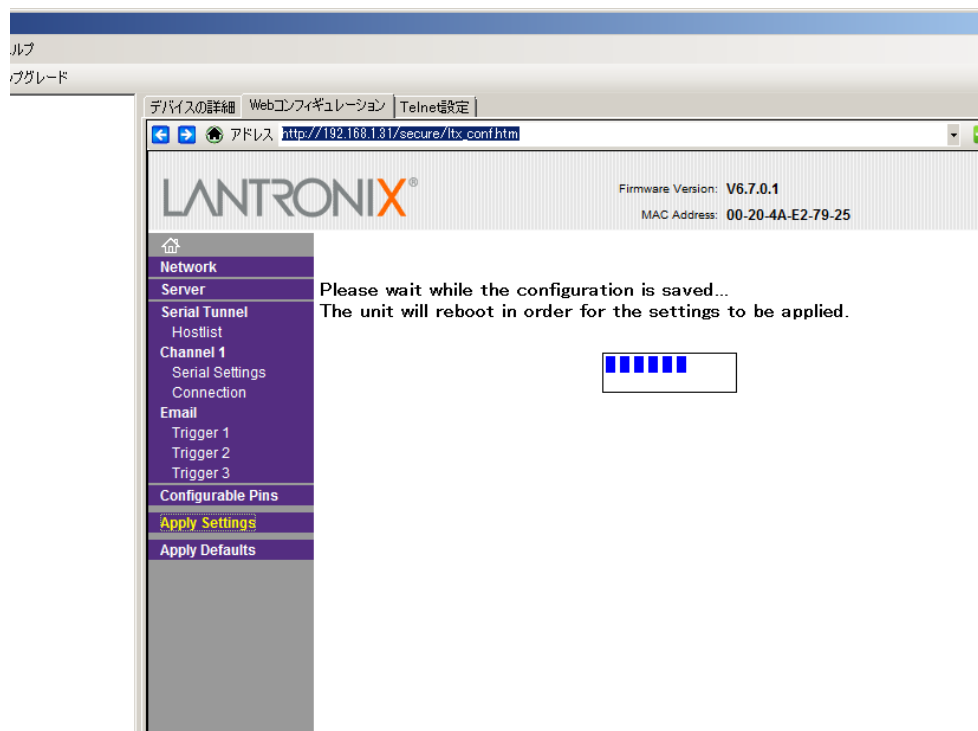 ルプ
プグレード
デバイスの詳細 Webコンフィギュレーション Telnet設定
アドレス http://192.168.1.31/secure/ltx_conf.htm
LANTRONIX®
Firmware Version: V6.7.0.1
MAC Address: 00-20-4A-E2-79-25
Network
Server
Serial Tunnel
Hostlist
Channel 1
Serial Settings
Connection
Email
Trigger 1
Trigger 2
Trigger 3
Configurable Pins
Apply Settings
Apply Defaults
Please wait while the configuration is saved...
The unit will reboot in order for the settings to be applied.